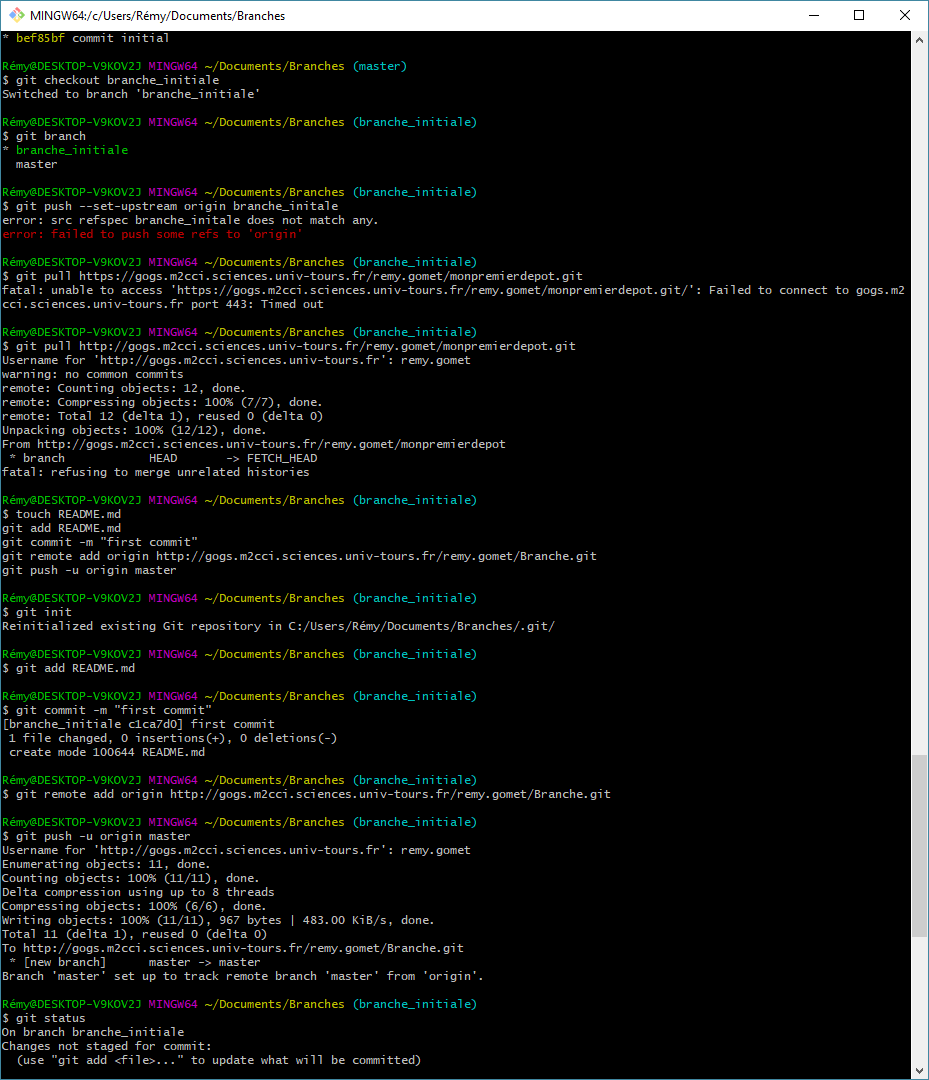 MINGW64:/c/Users/Rémy/Documents/Branches
* bef85bf commit initial
Rémy@DESKTOP-V9KOV2J MINGW64 ~/Documents/Branches (master)
$ git checkout branche_initiale
Switched to branch 'branche_initiale'
Rémy@DESKTOP-V9KOV2J MINGW64 ~/Documents/Branches (branche_initiale)
$ git branch
* branche_initiale
  master
Rémy@DESKTOP-V9KOV2J MINGW64 ~/Documents/Branches (branche_initiale)
$ git push --set-upstream origin branche_initale
error: src refspec branche_initale does not match any.
error: failed to push some refs to 'origin'
Rémy@DESKTOP-V9KOV2J MINGW64 ~/Documents/Branches (branche_initiale)
$ git pull https://gogs.m2cci.sciences.univ-tours.fr/remy.gomet/monpremierdepot.git
fatal: unable to access 'https://gogs.m2cci.sciences.univ-tours.fr/remy.gomet/monpremierdepot.git/': Failed to connect to gogs.m2
cci.sciences.univ-tours.fr port 443: Timed out
Rémy@DESKTOP-V9KOV2J MINGW64 ~/Documents/Branches (branche_initiale)
$ git pull http://gogs.m2cci.sciences.univ-tours.fr/remy.gomet/monpremierdepot.git
Username for 'http://gogs.m2cci.sciences.univ-tours.fr': remy.gomet
warning: no common commits
remote: Counting objects: 12, done.
remote: Compressing objects: 100% (7/7), done.
remote: Total 12 (delta 1), reused 0 (delta 0)
Unpacking objects: 100% (12/12), done.
From http://gogs.m2cci.sciences.univ-tours.fr/remy.gomet/monpremierdepot
 * branch            HEAD       -> FETCH_HEAD
fatal: refusing to merge unrelated histories
Rémy@DESKTOP-V9KOV2J MINGW64 ~/Documents/Branches (branche_initiale)
$ touch README.md
git add README.md
git commit -m "first commit"
git remote add origin http://gogs.m2cci.sciences.univ-tours.fr/remy.gomet/Branche.git
git push -u origin master
Rémy@DESKTOP-V9KOV2J MINGW64 ~/Documents/Branches (branche_initiale)
$ git init
Reinitialized existing Git repository in C:/Users/Rémy/Documents/Branches/.git/
Rémy@DESKTOP-V9KOV2J MINGW64 ~/Documents/Branches (branche_initiale)
$ git add README.md
Rémy@DESKTOP-V9KOV2J MINGW64 ~/Documents/Branches (branche_initiale)
$ git commit -m "first commit"
[branche_initiale c1ca7d0] first commit
 1 file changed, 0 insertions(+), 0 deletions(-)
 create mode 100644 README.md
Rémy@DESKTOP-V9KOV2J MINGW64 ~/Documents/Branches (branche_initiale)
$ git remote add origin http://gogs.m2cci.sciences.univ-tours.fr/remy.gomet/Branche.git
Rémy@DESKTOP-V9KOV2J MINGW64 ~/Documents/Branches (branche_initiale)
$ git push -u origin master
Username for 'http://gogs.m2cci.sciences.univ-tours.fr': remy.gomet
Enumerating objects: 11, done.
Counting objects: 100% (11/11), done.
Delta compression using up to 8 threads
Compressing objects: 100% (6/6), done.
Writing objects: 100% (11/11), 967 bytes | 483.00 KiB/s, done.
Total 11 (delta 1), reused 0 (delta 0)
To http://gogs.m2cci.sciences.univ-tours.fr/remy.gomet/Branche.git
 * [new branch]      master -> master
Branch 'master' set up to track remote branch 'master' from 'origin'.
Rémy@DESKTOP-V9KOV2J MINGW64 ~/Documents/Branches (branche_initiale)
$ git status
On branch branche_initiale
Changes not staged for commit:
  (use "git add <file>..." to update what will be committed)